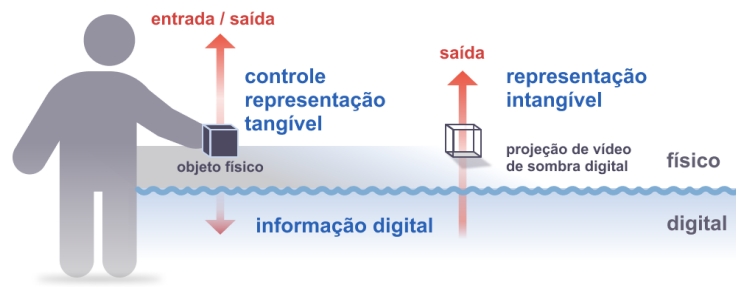 entrada / saída
controle
representação
tangível
objeto físico
saída
representação
intangível
projeção de vídeo
de sombra digital
físico
informação digital
digital